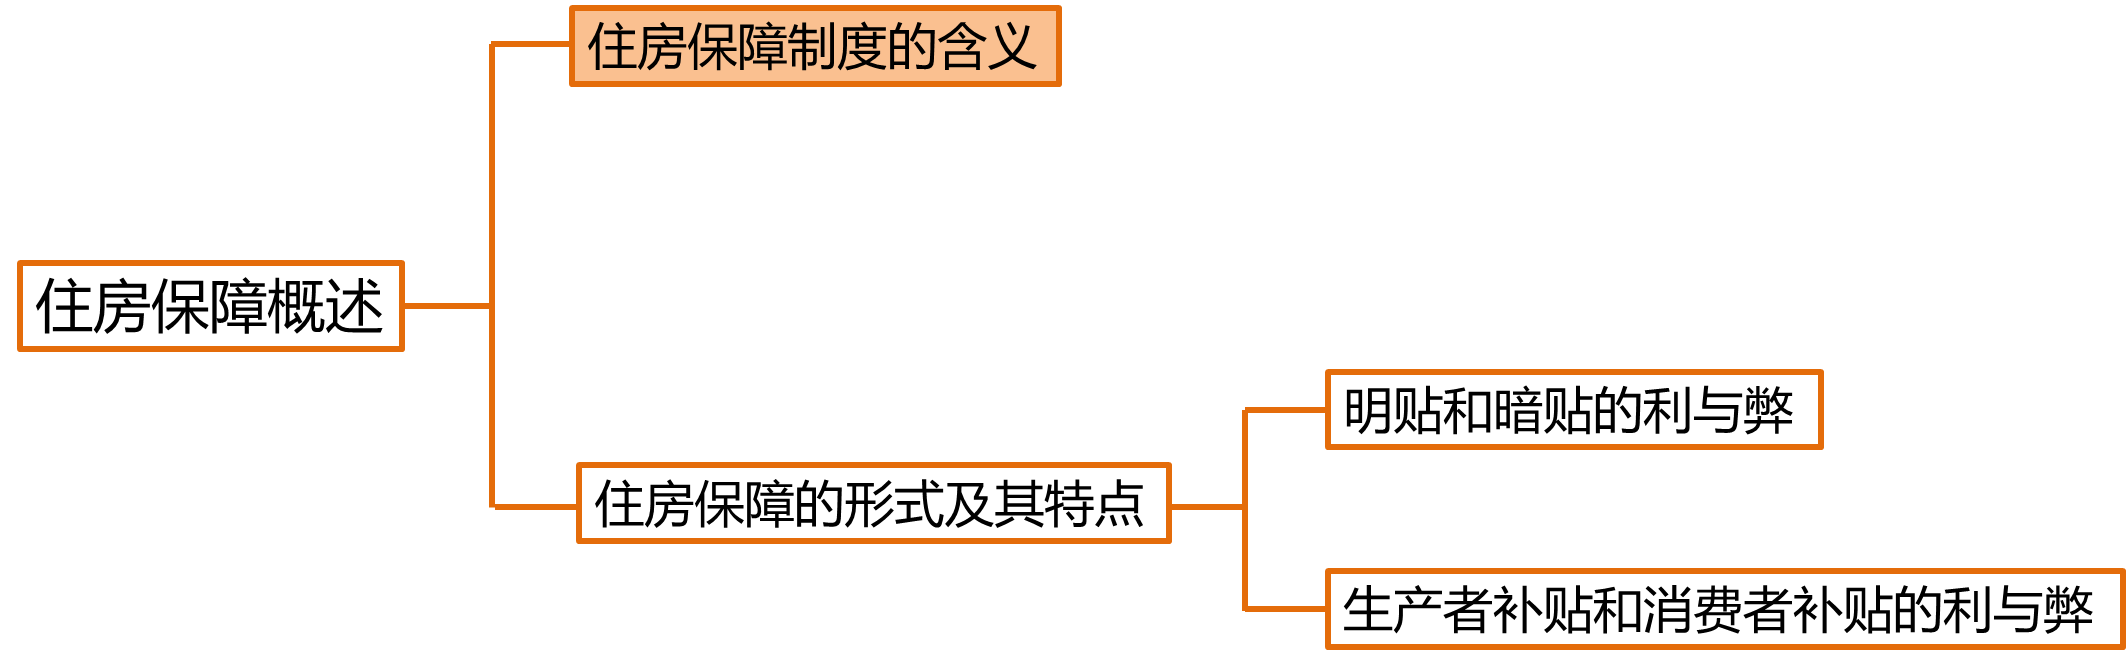 住房保障制度的含义
住房保障概述
明贴和暗贴的利与弊
住房保障的形式及其特点
生产者补贴和消费者补贴的利与弊